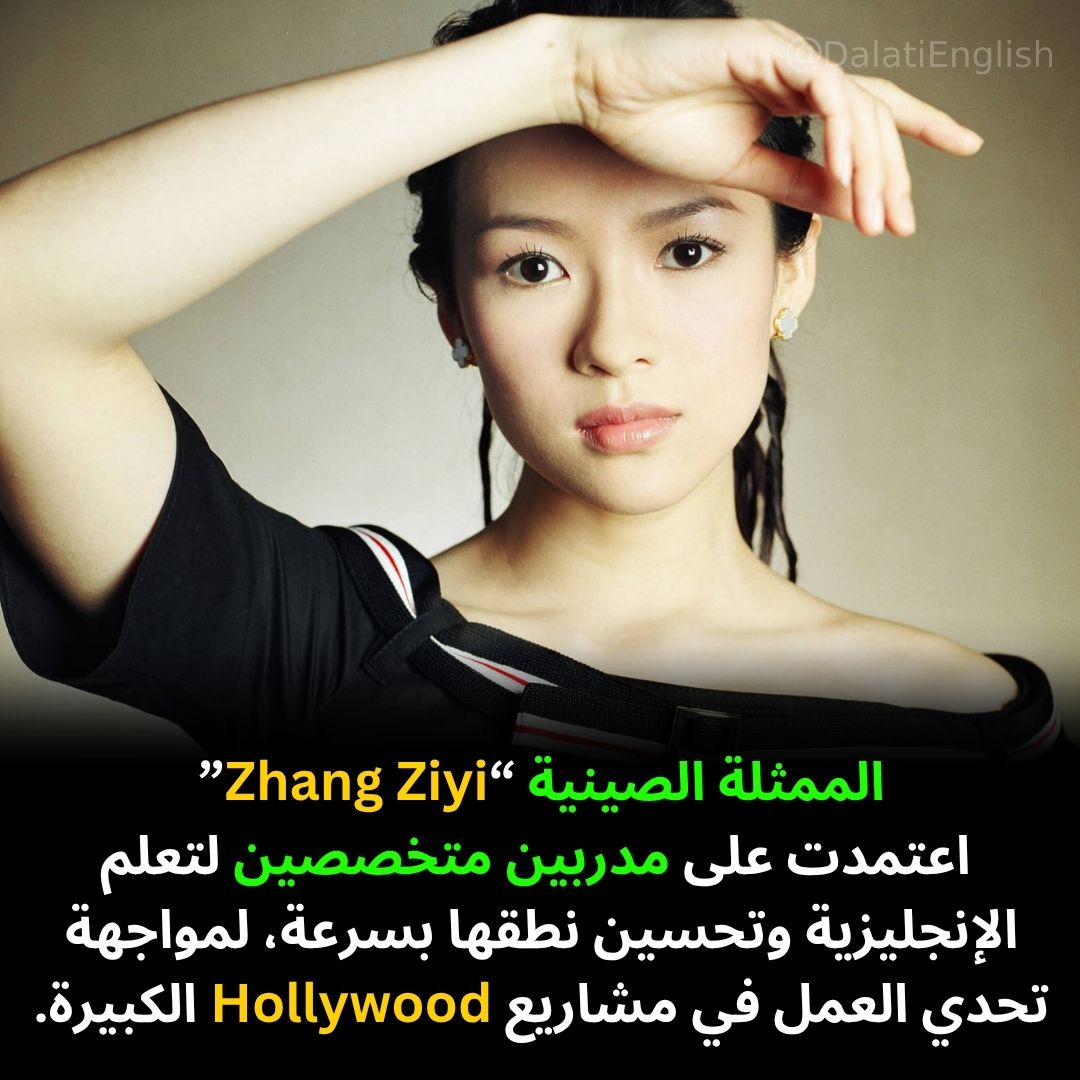 @DalatiEnglish
الممثلة الصينية “Zhang Ziyi”
اعتمدت على مدربين متخصصين لتعلم
الإنجليزية وتحسين نطقها بسرعة، لمواجهة
تحدي العمل في مشاريع Hollywood الكبيرة.